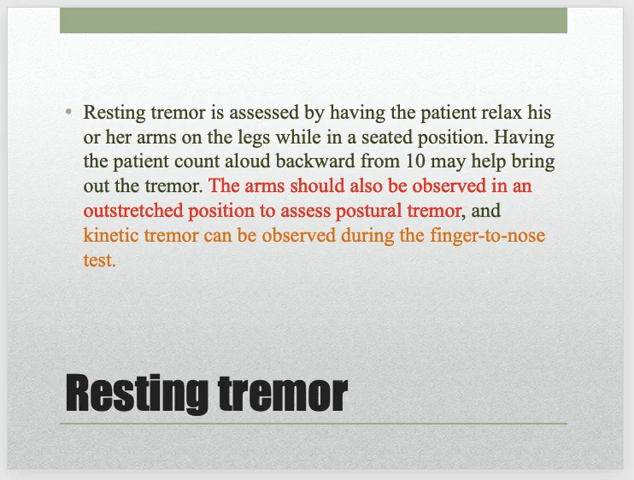 • Resting tremor is assessed by having the patient relax his
or her arms on the legs while in a seated position. Having
the patient count aloud backward from 10 may help bring
out the tremor. The arms should also be observed in an
outstretched position to assess postural tremor, and
kinetic tremor can be observed during the finger-to-nose
test.
Resting tremor